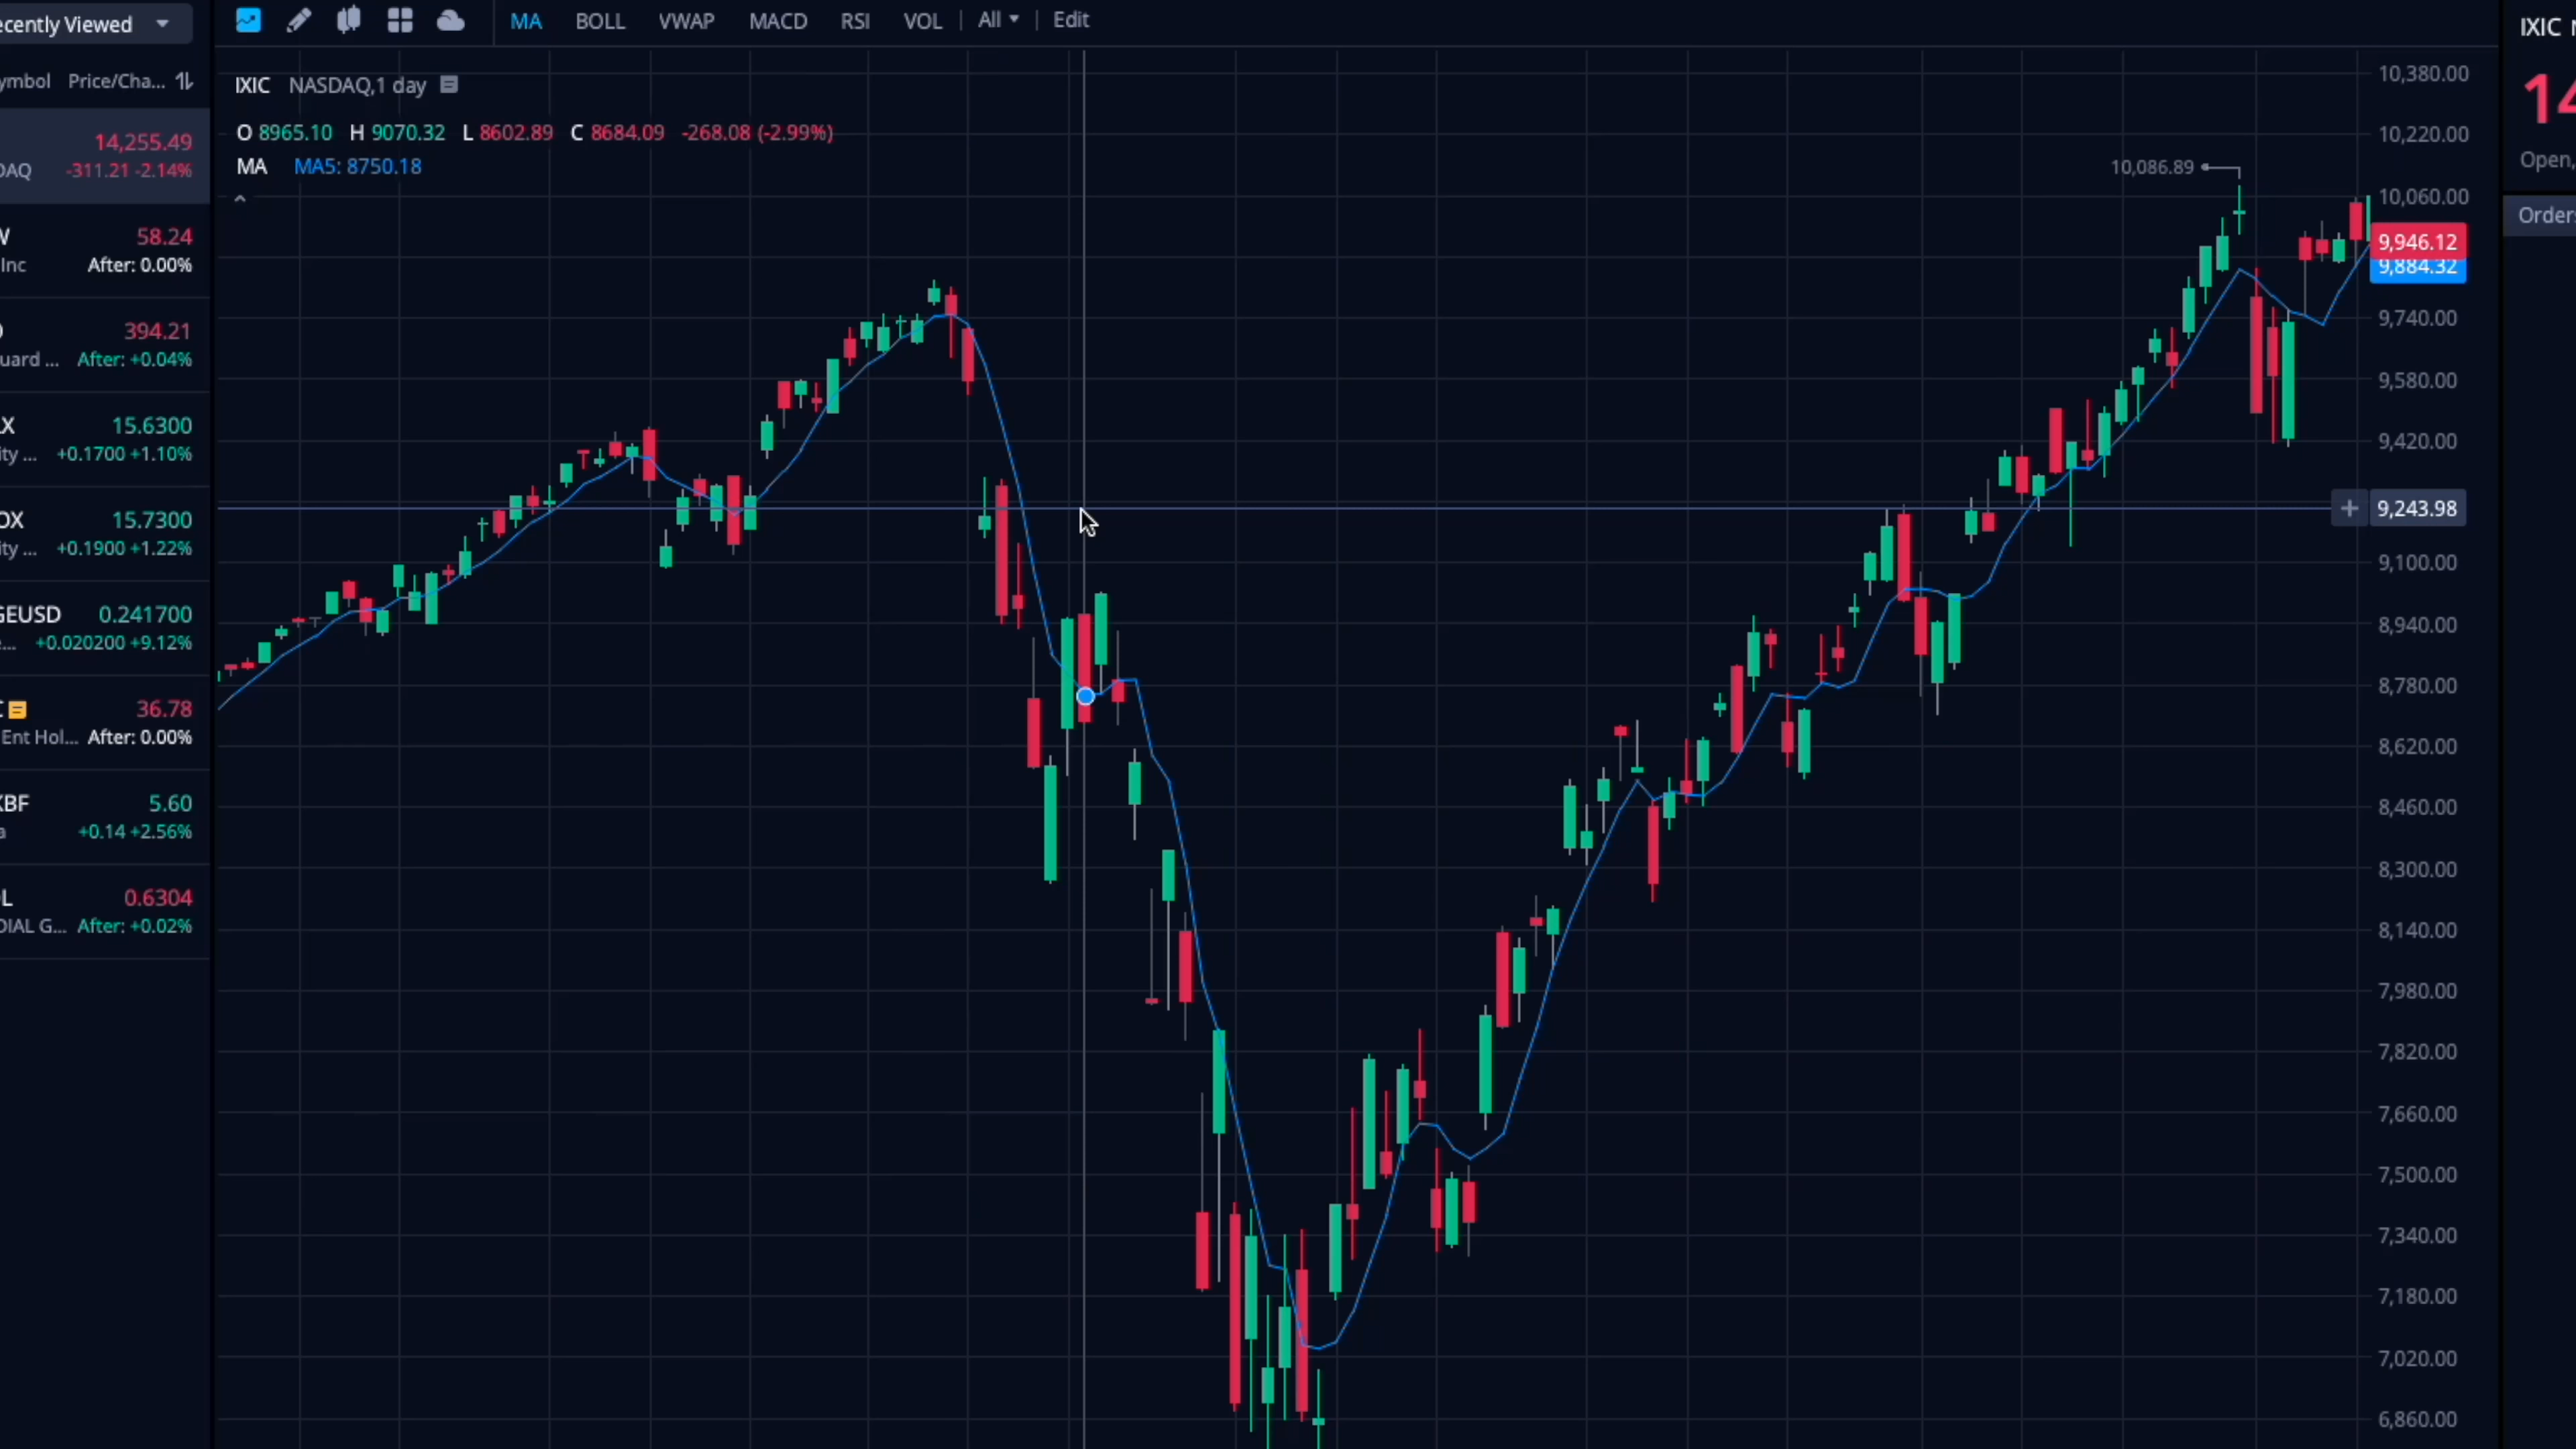 ecently Viewed
MA BOLL VWAP MACD RSI VOL All Edit
IXIC
ymbol Price/Cha...
14,255.49
DAQ -311.21 -2.14%
58.24
Inc After: 0.00%
394.21
uard ... After: +0.04%
X 15.6300
ity ... +0.1700 +1.10%
OX 15.7300
ity ... +0.1900 +1.22%
GEUSD 0.241700
e... +0.020200 +9.12%
36.78
Ent Hol... After: 0.00%
KBF 5.60
a +0.14 +2.56%
L 0.6304
DIAL G... After: +0.02%
IXIC NASDAQ,1 day
O 8965.10 H 9070.32 L 8602.89 C 8684.09 -268.08 (-2.99%)
MA MA5: 8750.18
10,086.89
10,380.00
10,220.00
10,060.00
9,946.12
9,884.32
9,740.00
9,580.00
9,420.00
+ 9,243.98
9,100.00
8,940.00
8,780.00
8,620.00
8,460.00
8,300.00
8,140.00
7,980.00
7,820.00
7,660.00
7,500.00
7,340.00
7,180.00
7,020.00
6,860.00
14
Open,
Orders